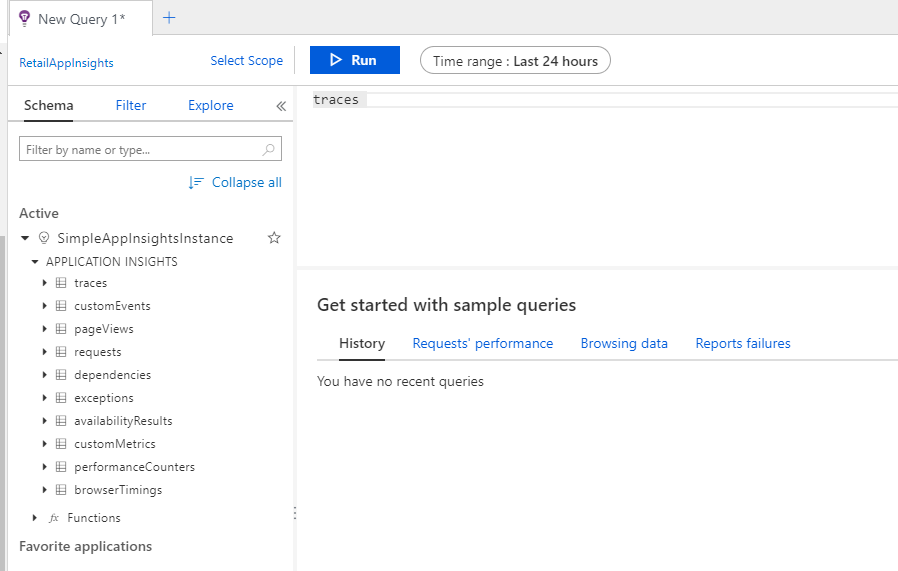 New Query 1*
RetailAppInsights
Select Scope
Run
Time range : Last 24 hours
Schema
Filter
Explore
traces
Filter by name or type...
Collapse all
Active
SimpleAppInsightsInstance
APPLICATION INSIGHTS
traces
customEvents
pageViews
requests
dependencies
exceptions
availabilityResults
customMetrics
performanceCounters
browserTimings
fx Functions
Favorite applications
Get started with sample queries
History
Requests' performance
Browsing data
Reports failures
You have no recent queries